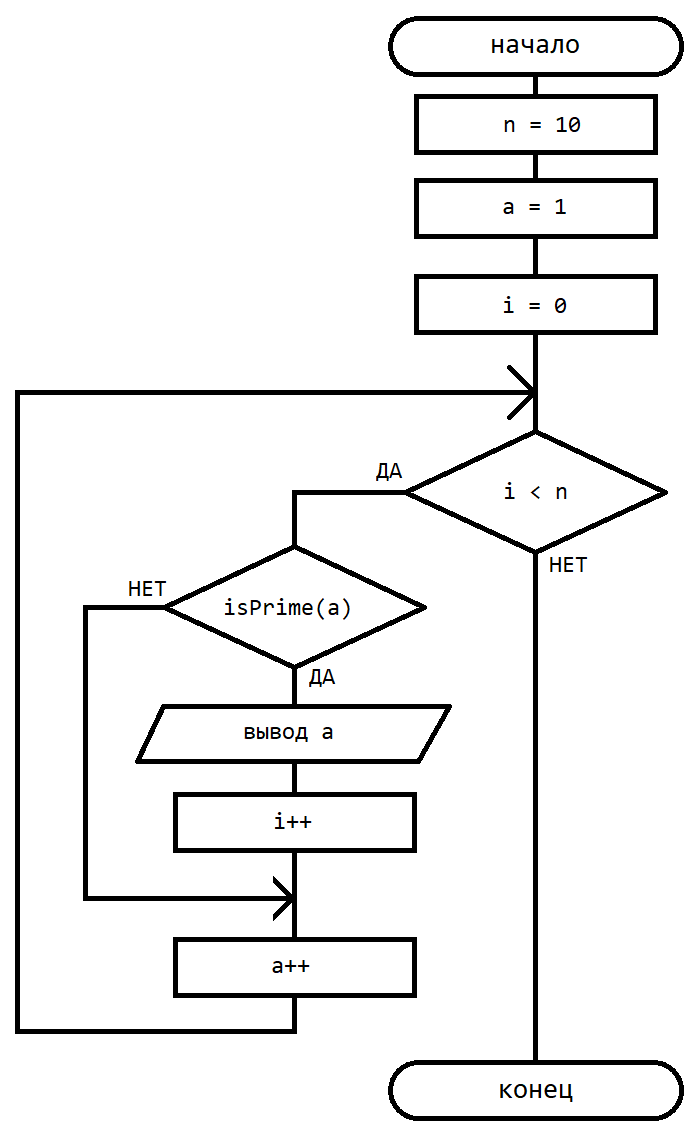 начало
n = 10
a = 1
i = 0
ДА
i < n
НЕТ
НЕТ
isPrime(a)
ДА
вывод a
i++
a++
конец